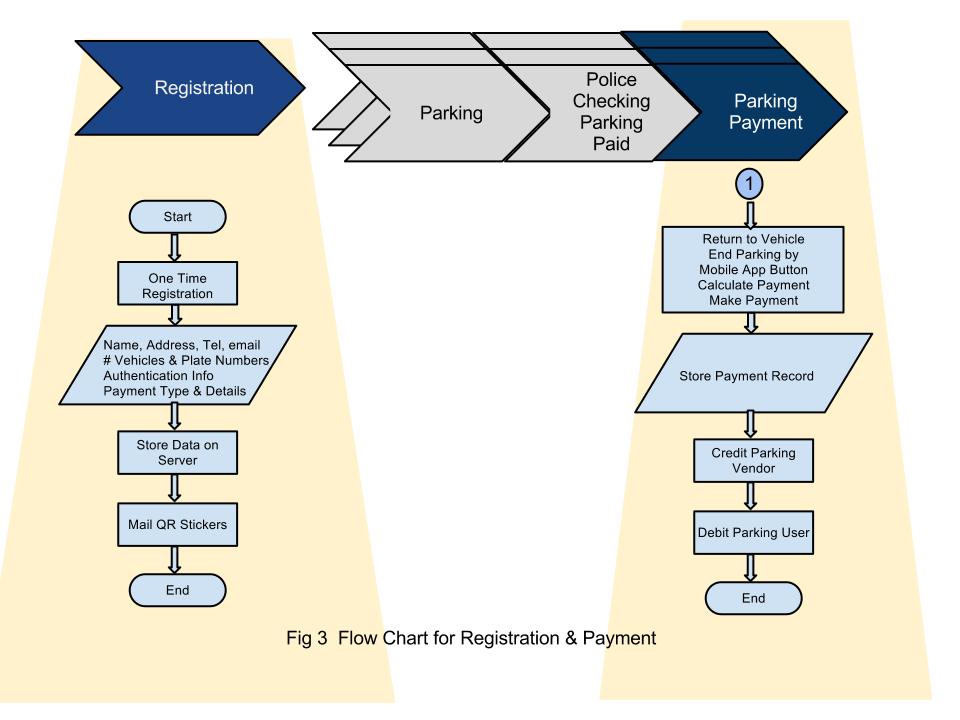 Registration
Parking
Police
Checking
Parking
Paid
Parking
Payment
Start
One Time
Registration
Name, Address, Tel, email
# Vehicles & Plate Numbers
Authentication Info
Payment Type & Details
Store Data on
Server
Mail QR Stickers
End
1
Return to Vehicle
End Parking by
Mobile App Button
Calculate Payment
Make Payment
Store Payment Record
Credit Parking
Vendor
Debit Parking User
End
Fig 3 Flow Chart for Registration & Payment